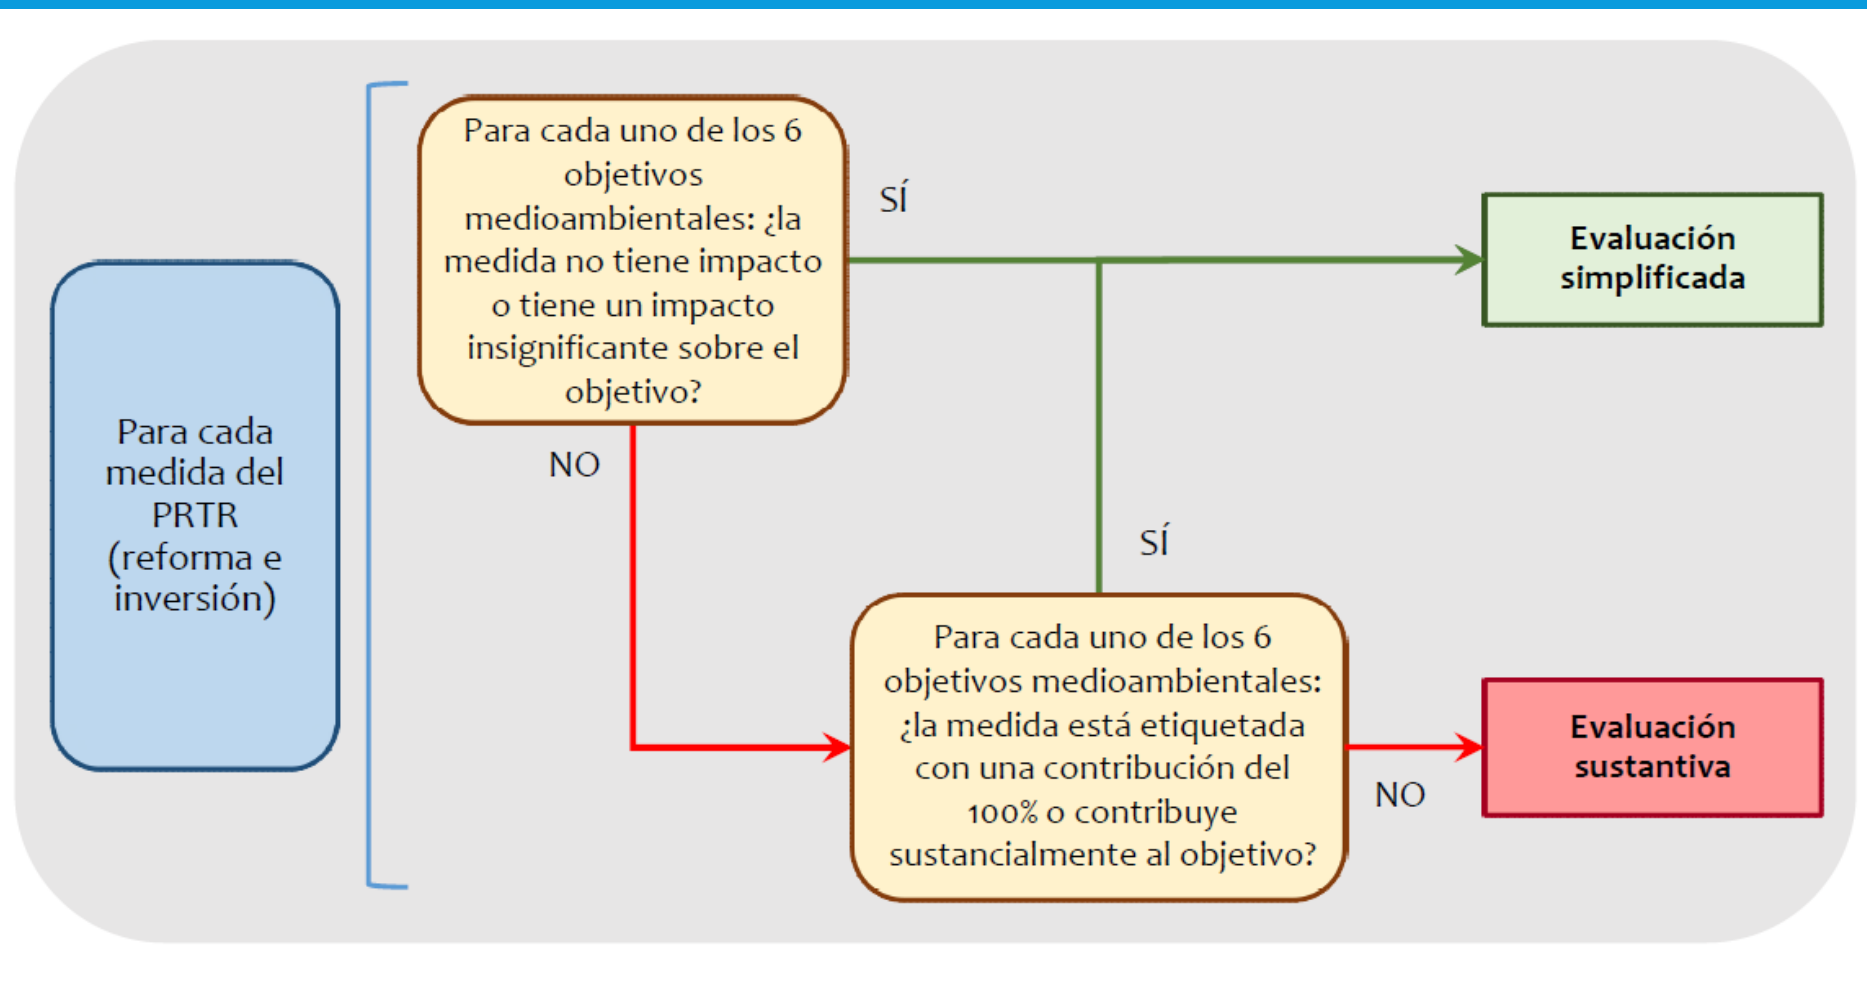 Para cada
medida del
PRTR
(reforma e
inversión)
Para cada uno de los 6
objetivos
medioambientales: ¿la
medida no tiene impacto
o tiene un impacto
insignificante sobre el
objetivo?
SÍ
Evaluación
simplificada
NO
SÍ
Para cada uno de los 6
objetivos medioambientales:
¿la medida está etiquetada
con una contribución del
100% o contribuye
sustancialmente al objetivo?
NO
Evaluación
sustantiva